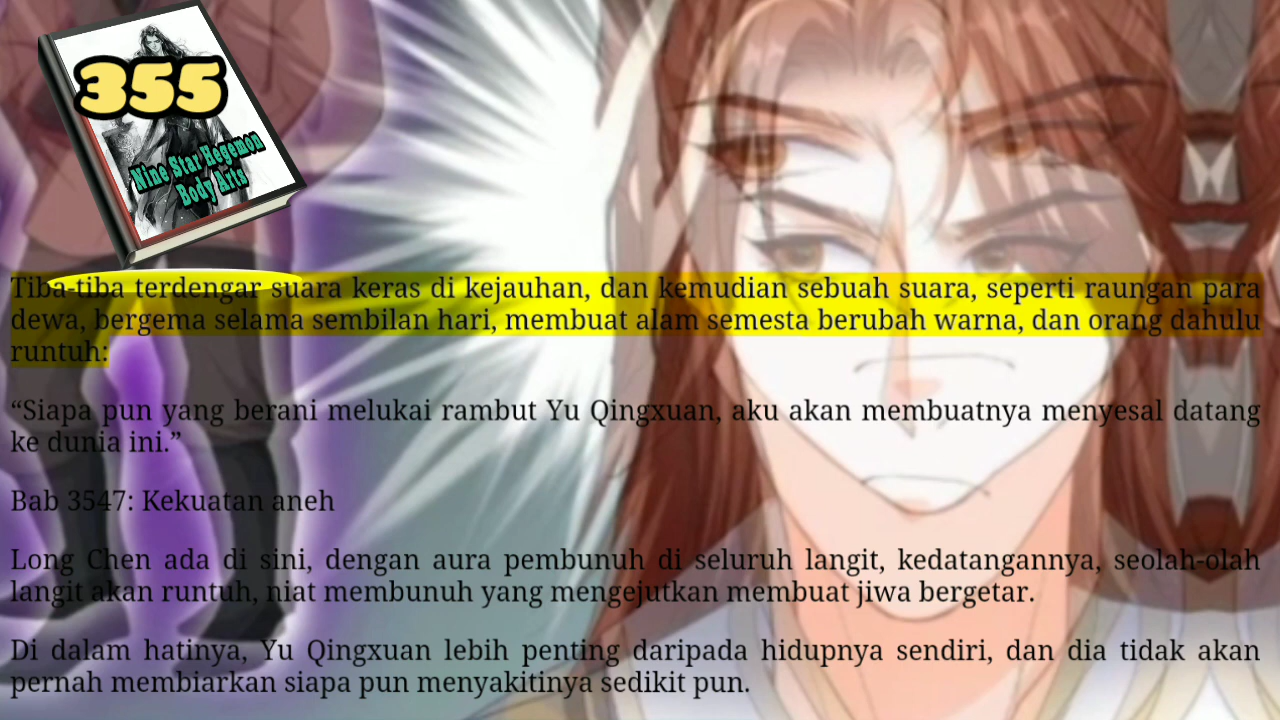 355
Nine Star Hegemon
Body Arts
Tiba-tiba terdengar suara keras di kejauhan, dan kemudian sebuah suara, seperti raungan para
dewa, bergema selama sembilan hari, membuat alam semesta berubah warna, dan orang dahulu
runtuh:
“Siapa pun yang berani melukai rambut Yu Qingxuan, aku akan membuatnya menyesal datang
ke dunia ini.”
Bab 3547: Kekuatan aneh
Long Chen ada di sini, dengan aura pembunuh di seluruh langit, kedatangannya, seolah-olah
langit akan runtuh, niat membunuh yang mengejutkan membuat jiwa bergetar.
Di dalam hatinya, Yu Qingxuan lebih penting daripada hidupnya sendiri, dan dia tidak akan
pernah membiarkan siapa pun menyakitinya sedikit pun.